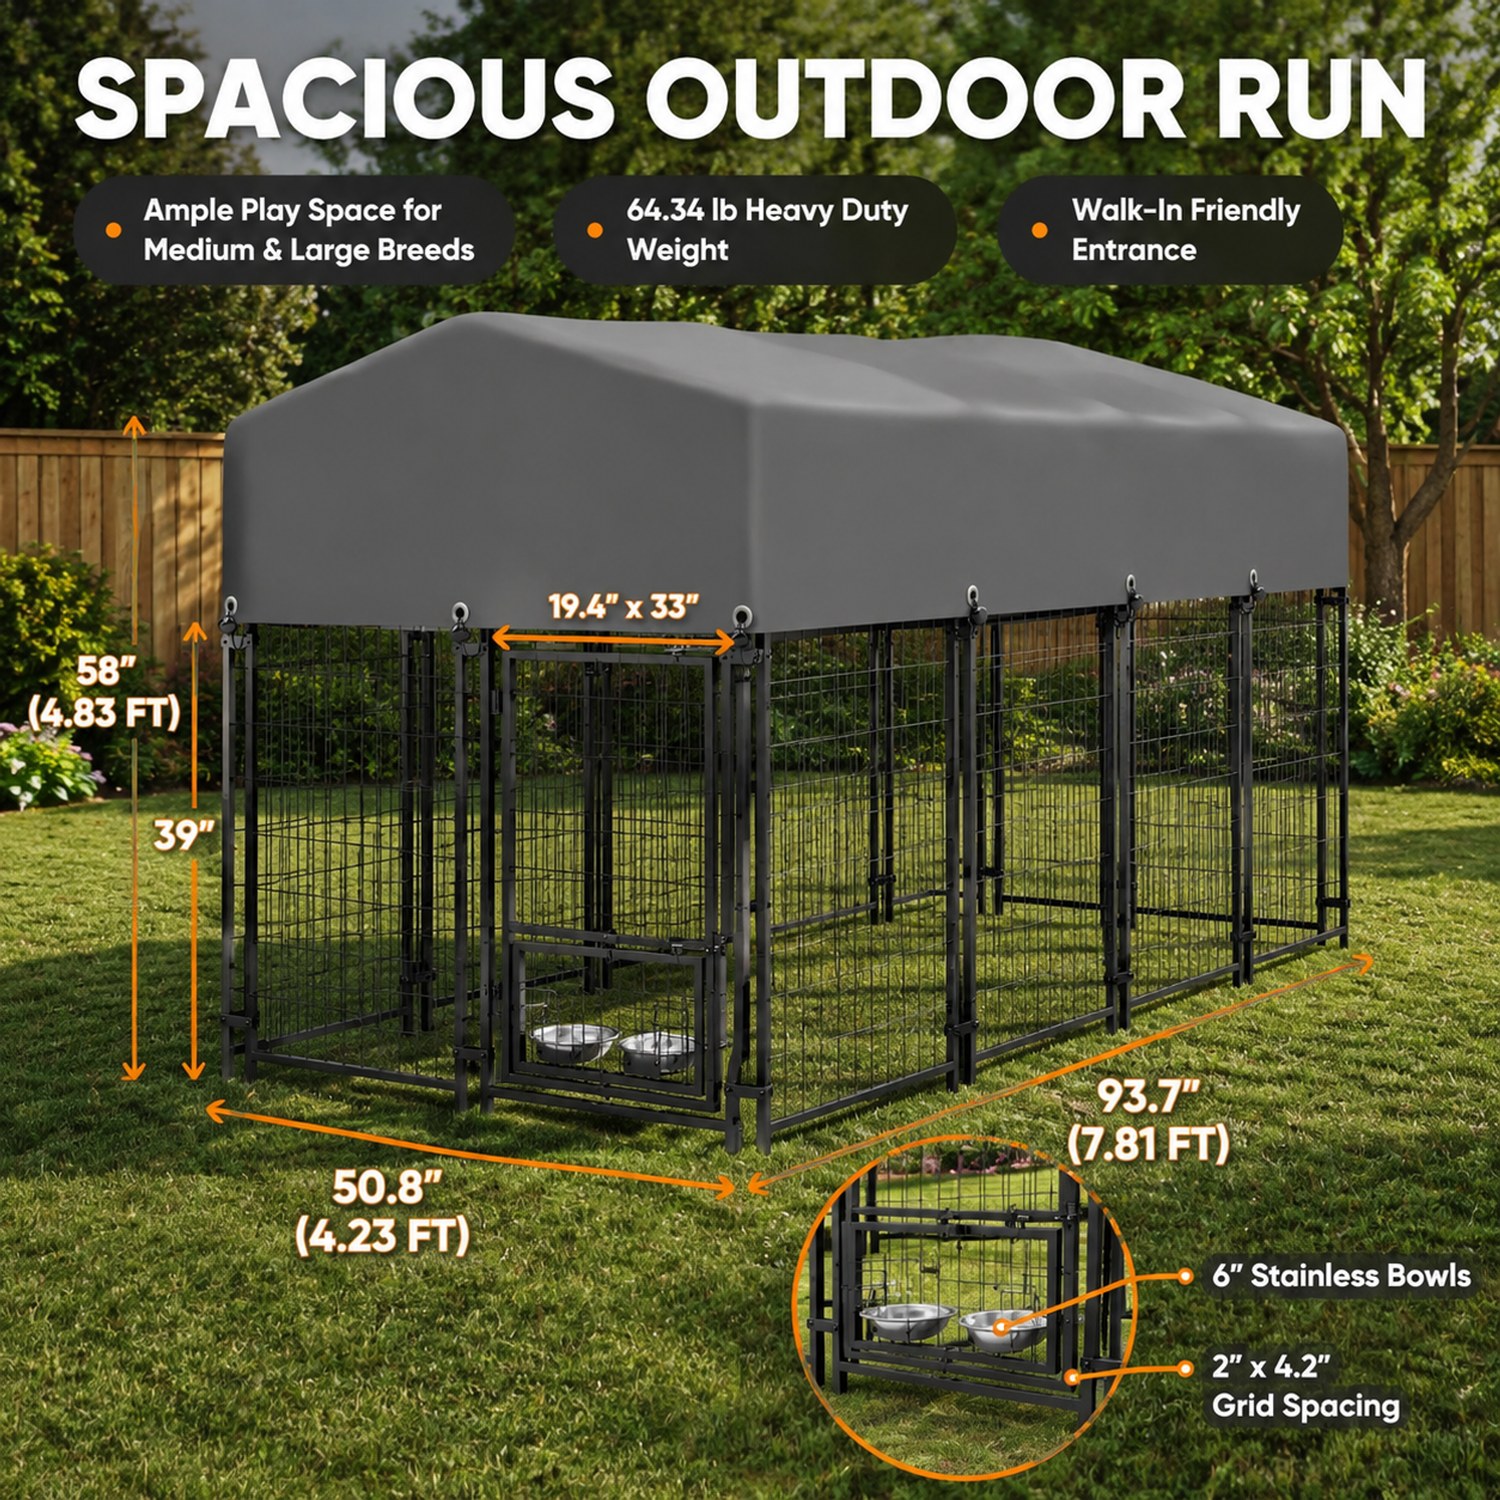 SPACIOUS OUTDOOR RUN
Ample Play Space for
Medium & Large Breeds
64.34 lb Heavy Duty
Weight
Walk-In Friendly
Entrance
19.4" x 33"
58"
(4.83 FT)
39"
93.7"
(7.81 FT)
50.8"
(4.23 FT)
6" Stainless Bowls
2" x 4.2"
Grid Spacing